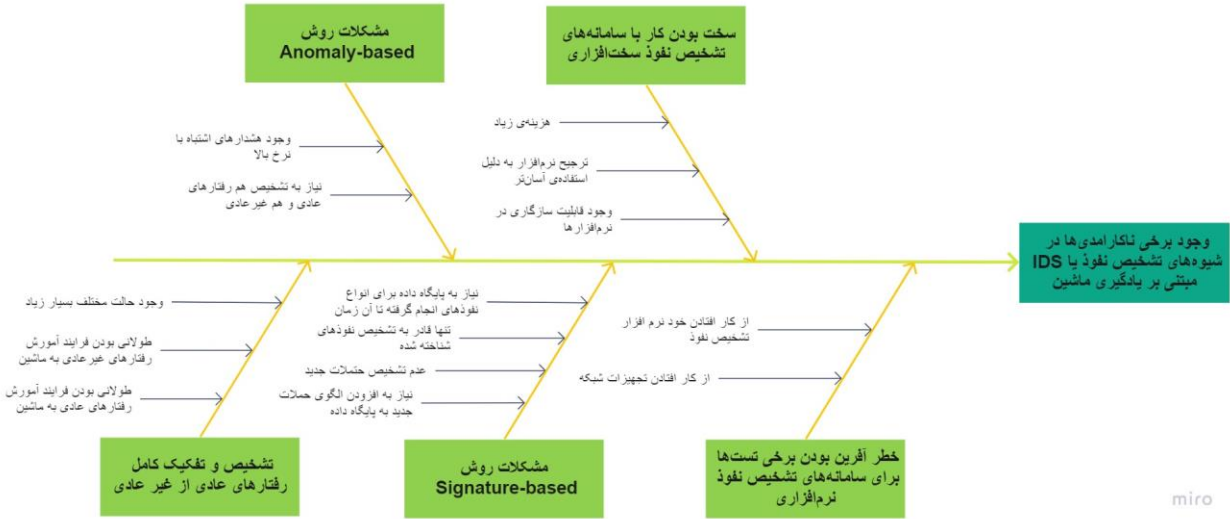 مشکلات روش
Anomaly-based
وجود هشدارهای اشتباه با
نرخ بالا
نیاز به تشخیص هم رفتارهای
عادی و هم غیرعادی
سخت بودن کار با سامانه‌های
تشخیص نفوذ سخت‌افزاری
هزینه‌ی زیاد
ترجیح نرم‌افزار به دلیل
استفاده‌ی آسان‌تر
وجود قابلیت سازگاری در
نرم‌افزارها
وجود برخی ناکارامدی‌ها در
شیوه‌های تشخیص نفوذ یا IDS
مبتنی بر یادگیری ماشین
وجود حالت مختلف بسیار زیاد
طولانی بودن فرایند آمورش
رفتارهای غیرعادی به ماشین
طولانی بودن فرایند آمورش
رفتارهای عادی به ماشین
تشخیص و تفکیک کامل
رفتارهای عادی از غیر عادی
نیاز به پایگاه داده برای انواع
نفوذهای انجام گرفته تا آن زمان
تنها قادر به تشخیص نفوذهای
شناخته شده
عدم تشخیص حتملات جدید
نیاز به افزودن الگوی حملات
جدید به پایگاه داده
مشکلات روش
Signature-based
از کار افتادن خود نرم افزار
تشخیص نفوذ
از کار افتادن تجهیزات شبکه
خطر آفرین بودن برخی تست‌ها
برای سامانه‌های تشخیص نفوذ
نرم‌افزاری
miro